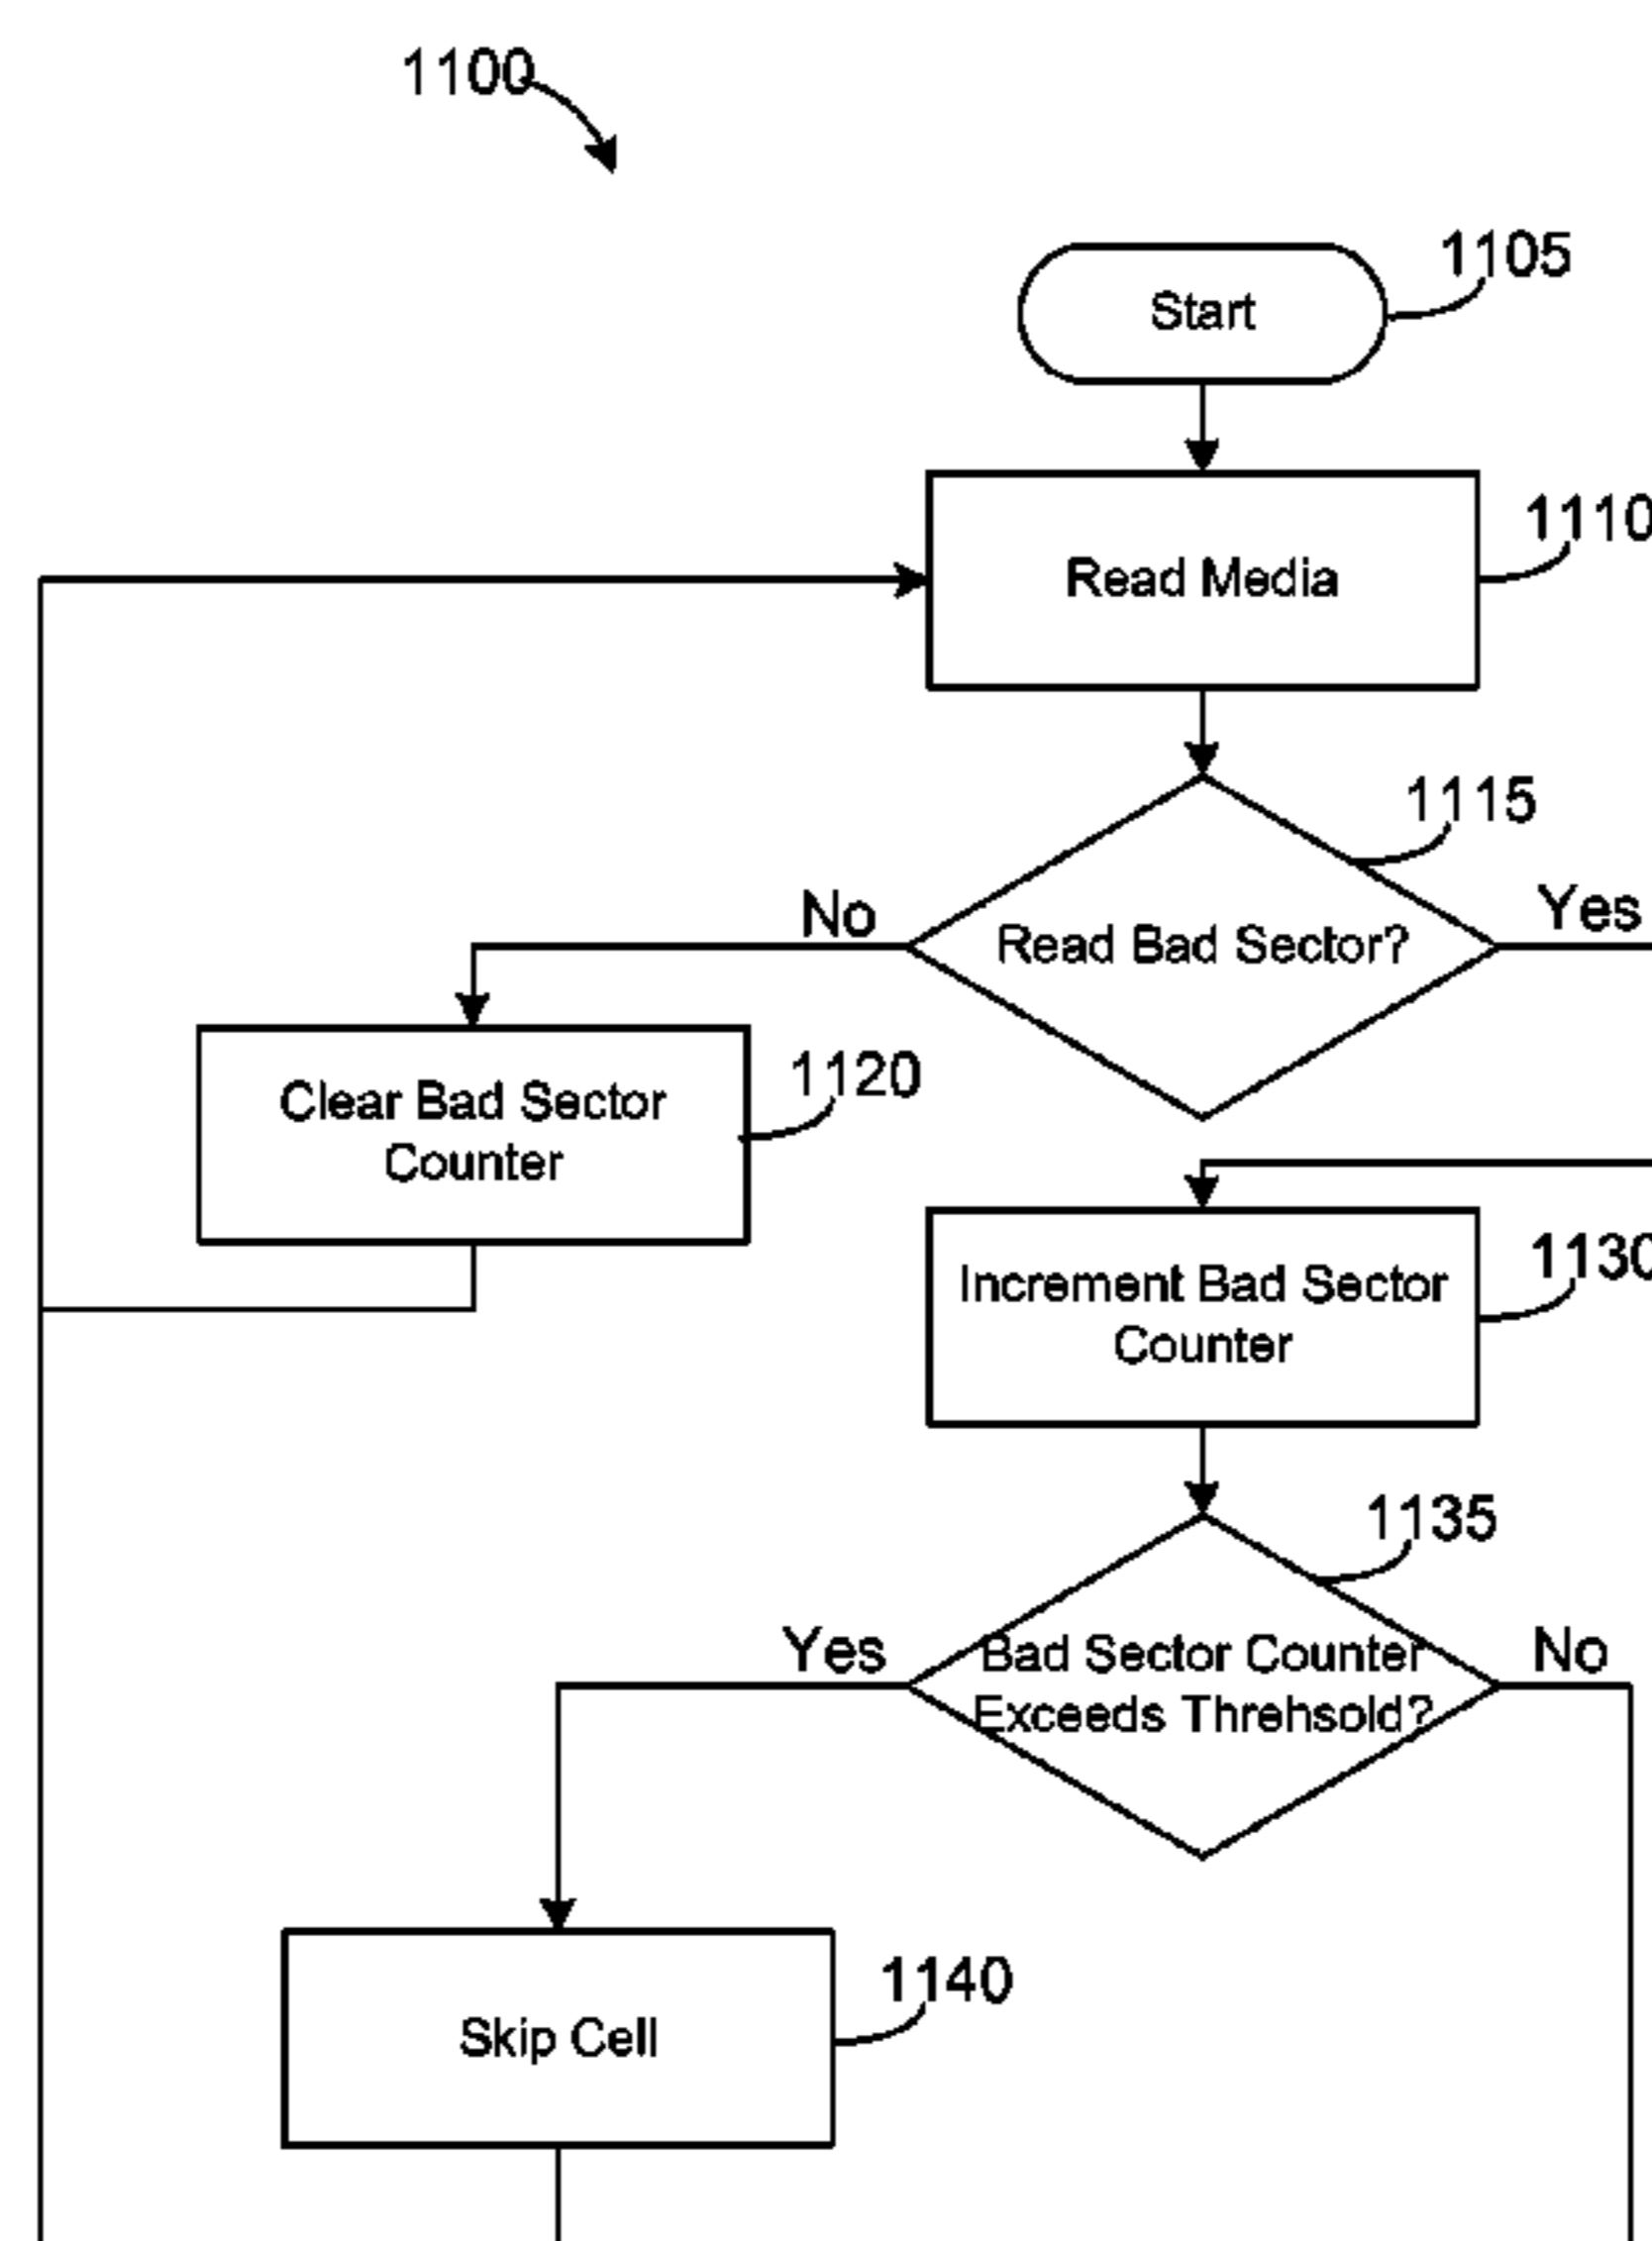 1100
1105
Start
1110
Read Media
1115
No
Yes
Read Bad Sector?
1120
Clear Bad Sector
Counter
1130
Increment Bad Sector
Counter
1135
Yes
No
Bad Sector Counter
Exceeds Threhsold?
1140
Skip Cell